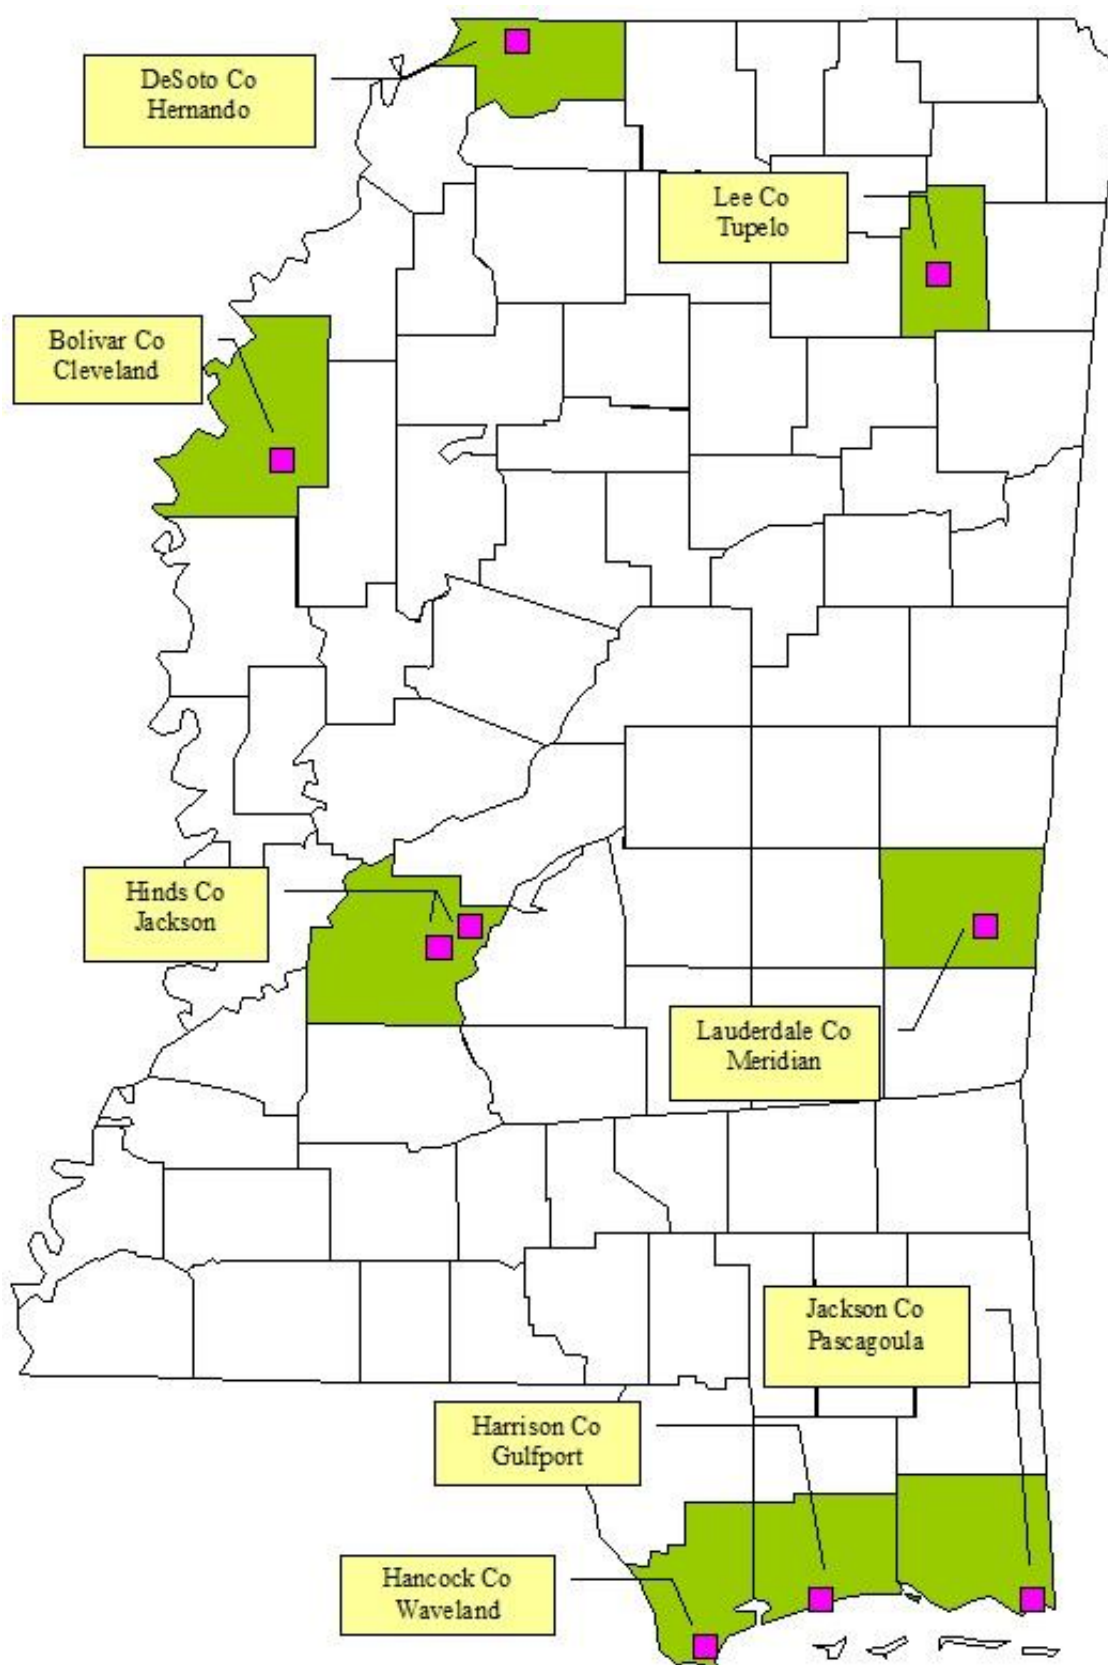 DeSoto Co
Hernando
Lee Co
Tupelo
Bolivar Co
Cleveland
Hinds Co
Jackson
Lauderdale Co
Meridian
Jackson Co
Pascagoula
Harrison Co
Gulfport
Hancock Co
Waveland